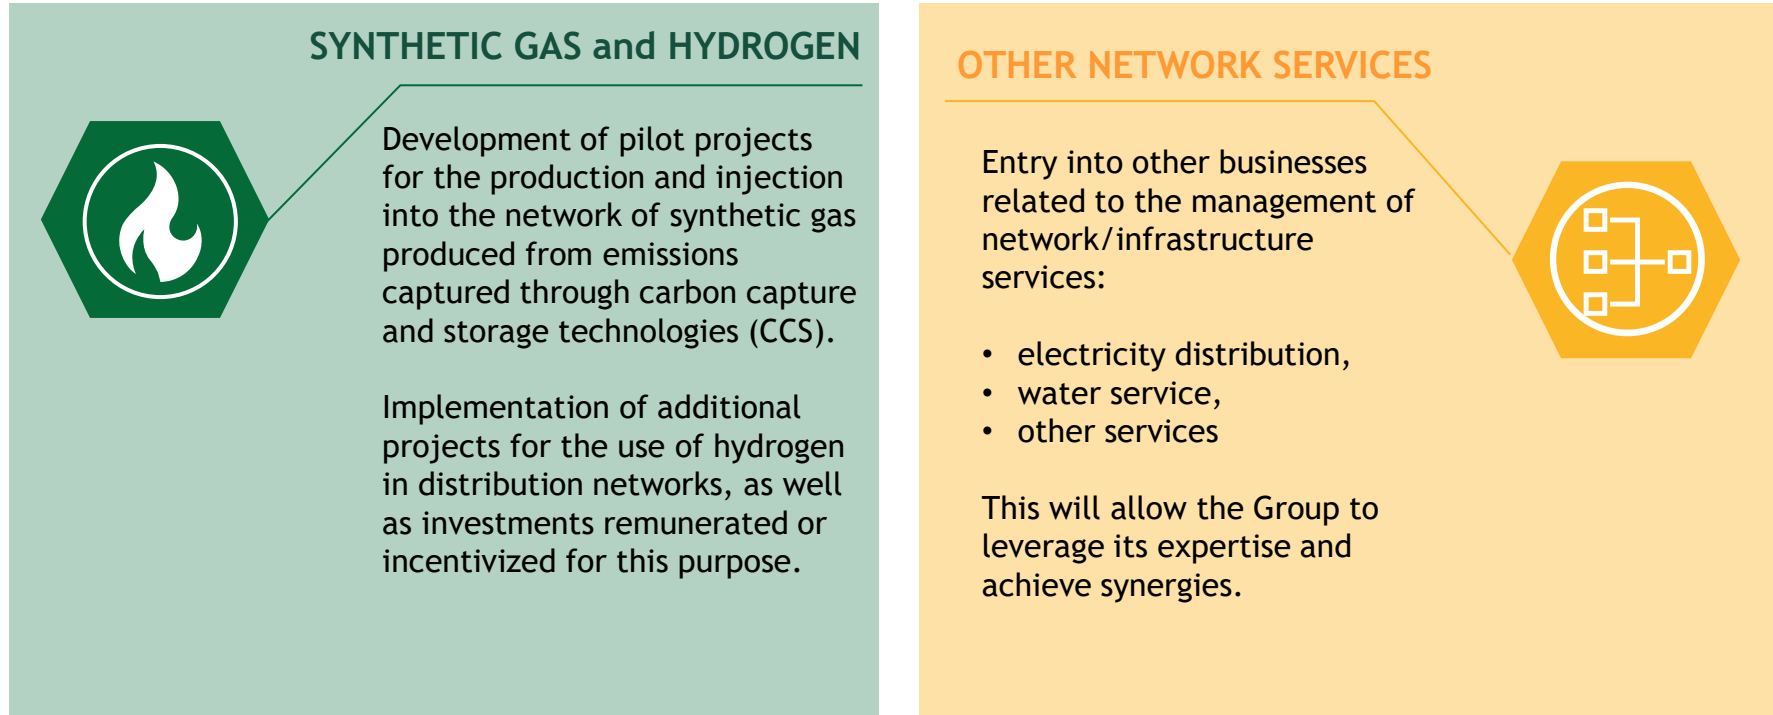 SYNTHETIC GAS and HYDROGEN
Development of pilot projects
for the production and injection
into the network of synthetic gas
produced from emissions
captured through carbon capture
and storage technologies (CCS).
Implementation of additional
projects for the use of hydrogen
in distribution networks, as well
as investments remunerated or
incentivized for this purpose.
OTHER NETWORK SERVICES
Entry into other businesses
related to the management of
network/infrastructure
services:
• electricity distribution,
• water service,
• other services
This will allow the Group to
leverage its expertise and
achieve synergies.